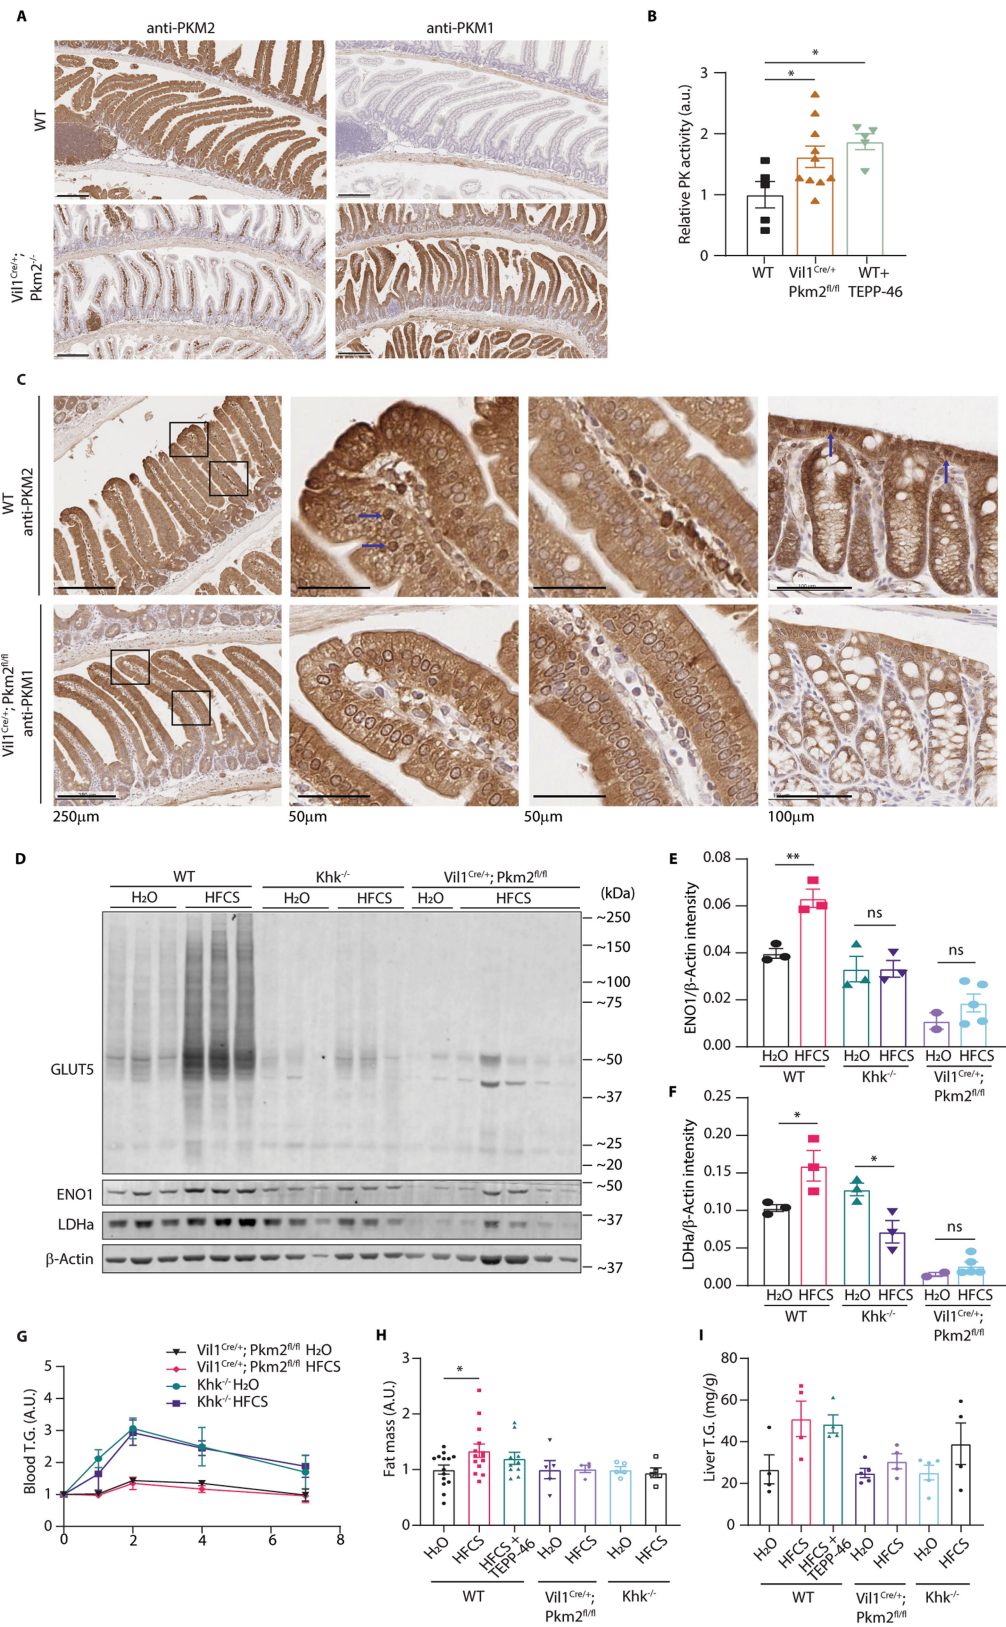 A
anti-PKM2
anti-PKM1
WT
Vil1Cre/+;
Pkm2-/-
B
Relative PK activity (a.u.)
3
2
1
0
*
*
WT
Vil1Cre/+
Pkm2fl/fl
WT+
TEPP-46
C
WT
anti-PKM2
Vil1Cre/+; Pkm2fl/fl
anti-PKM1
100 μm
250μm
50μm
50μm
100μm
D
WT
Khk-/-
Vil1Cre/+; Pkm2fl/fl
H2O
HFCS
H2O
HFCS
H2O
HFCS
(kDa)
~250
~150
~100
~75
~50
~37
~25
~20
~50
~37
~37
GLUT5
ENO1
LDHa
β-Actin
E
ENO1/β-Actin intensity
0.08
0.06
0.04
0.02
0.00
**
ns
ns
H2O HFCS
H2O HFCS
H2O HFCS
WT
Khk-/-
Vil1Cre/+;
Pkm2fl/fl
F
LDHa/β-Actin intensity
0.25
0.20
0.15
0.10
0.05
0.00
*
*
ns
H2O HFCS
H2O HFCS
H2O HFCS
WT
Khk-/-
Vil1Cre/+;
Pkm2fl/fl
G
Vil1Cre/+; Pkm2fl/fl H2O
Vil1Cre/+; Pkm2fl/fl HFCS
Khk-/- H2O
Khk-/- HFCS
Blood T.G. (A.U.)
5
4
3
2
1
0
0
2
4
6
8
H
Fat mass (A.U.)
3
2
1
0
*
H2O
HFCS
HFCS +
TEPP-46
H2O
HFCS
H2O
HFCS
WT
Vil1Cre/+;
Pkm2fl/fl
Khk-/-
I
Liver T.G. (mg/g)
80
60
40
20
0
H2O
HFCS
HFCS +
TEPP-46
H2O
HFCS
H2O
HFCS
WT
Vil1Cre/+;
Pkm2fl/fl
Khk-/-